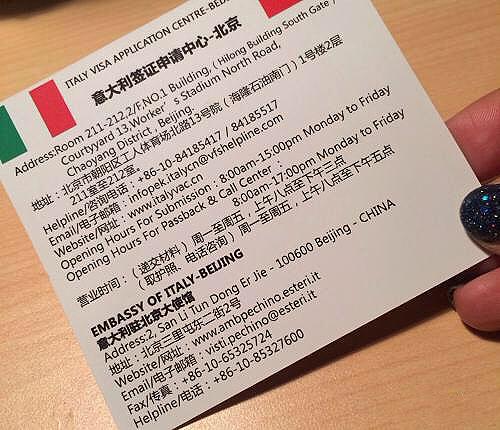 ITALY VISA APPLICATION CENTRE-BEIJ
意大利签证申请中心-北京
Address:Room 211-212,2/F,NO.1 Building, ( Hilong Building South Gate )
Courtyard 13,Worker's Stadium North Road,
Chaoyang District , Beijing.
地址：北京市朝阳区工人体育场北路13号院（海隆石油南门）1号楼2层
211室至212室.
Helpline/咨询电话：+86-10-84185417 / 84185517
Email/电子邮箱：infopek.italycn@vfshelpline.com
Website/网址：www.italyvac.cn
Opening Hours For Submission : 8:00am-15:00pm Monday to Friday
Opening Hours For Passback & Call Center :
8:00am-17:00pm Monday to Friday
营业时间：（递交材料）周一至周五，上午八点至下午三点
（取护照、电话咨询）周一至周五，上午八点至下午五点
EMBASSY OF ITALY-BEIJING
意大利驻北京大使馆
Address:2, San Li Tun Dong Er Jie - 100600 Beijing - CHINA
地址：北京三里屯东二街2号
Website/网址：www.ambpechino.esteri.it
Email/电子邮箱：visti.pechino@esteri.it
Fax/传真：+86-10-65325724
Helpline/电话：+86-10-85327600